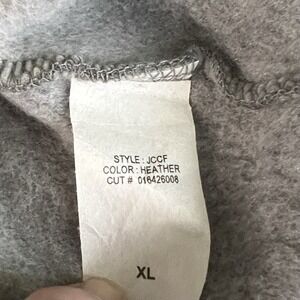 STYLE : JCCF
COLOR : HEATHER
CUT # 016426008
XL